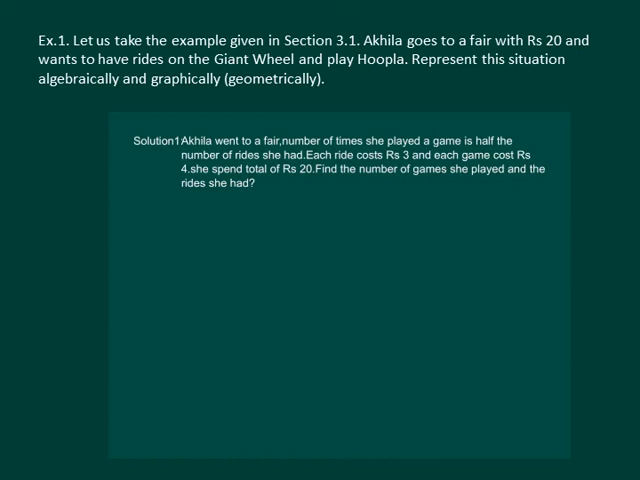 Ex.1. Let us take the example given in Section 3.1. Akhila goes to a fair with Rs 20 and
wants to have rides on the Giant Wheel and play Hoopla. Represent this situation
algebraically and graphically (geometrically).
Solution1 Akhila went to a fair,number of times she played a game is half the
number of rides she had.Each ride costs Rs 3 and each game cost Rs
4.she spend total of Rs 20.Find the number of games she played and the
rides she had?